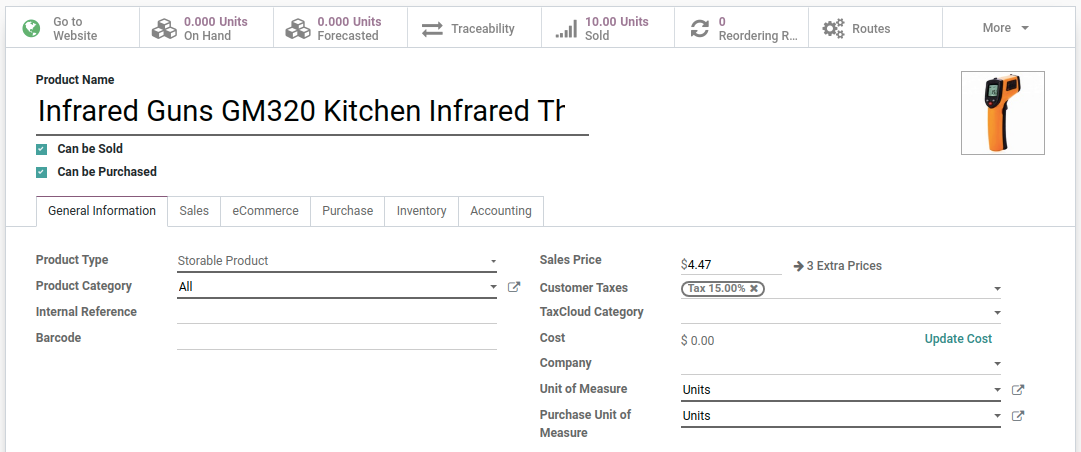 Go to
Website
0.000 Units
On Hand
0.000 Units
Forecasted
Traceability
10.00 Units
Sold
0
Reordering R...
Routes
More
Product Name
Infrared Guns GM320 Kitchen Infrared Th
Can be Sold
Can be Purchased
General Information
Sales
eCommerce
Purchase
Inventory
Accounting
Product Type
Storable Product
Product Category
All
Internal Reference
Barcode
Sales Price
$4.47
3 Extra Prices
Customer Taxes
Tax 15.00%
TaxCloud Category
Cost
$ 0.00
Update Cost
Company
Unit of Measure
Units
Purchase Unit of
Measure
Units